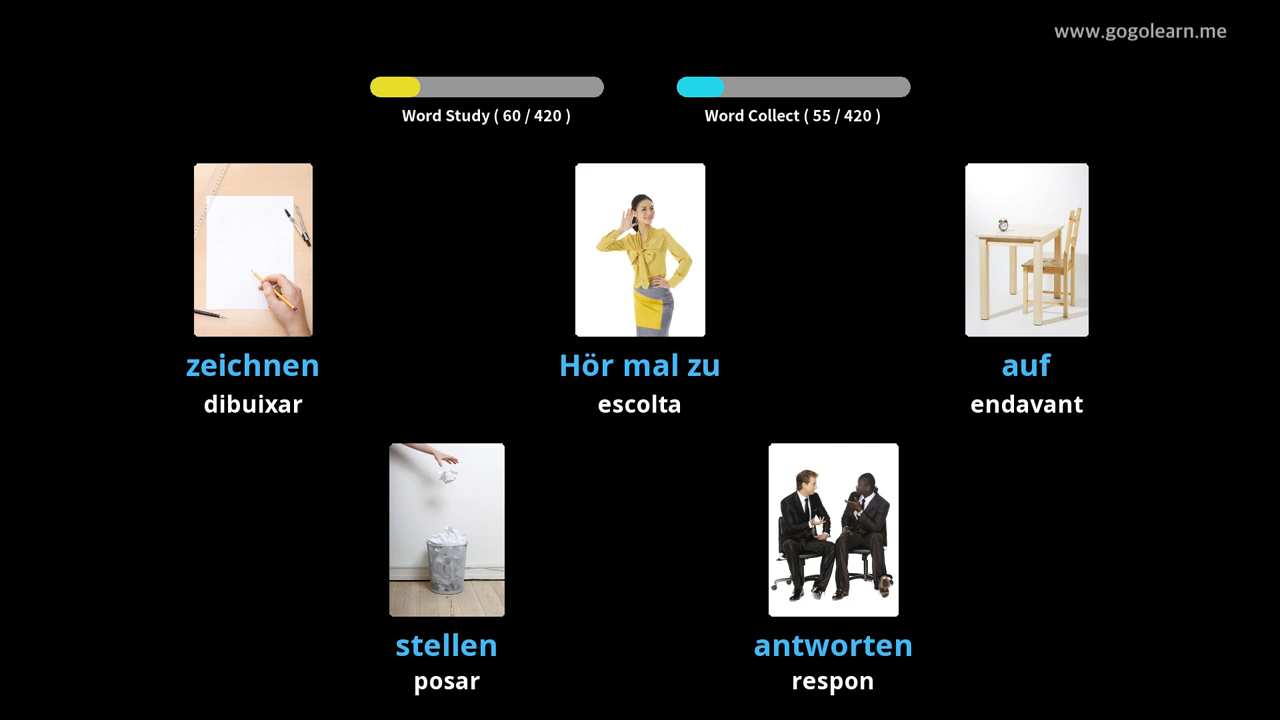 www.gogolearn.me
Word Study ( 60 / 420 )
Word Collect ( 55 / 420 )
zeichnen
dibuixar
Hör mal zu
escolta
auf
endavant
stellen
posar
antworten
respon